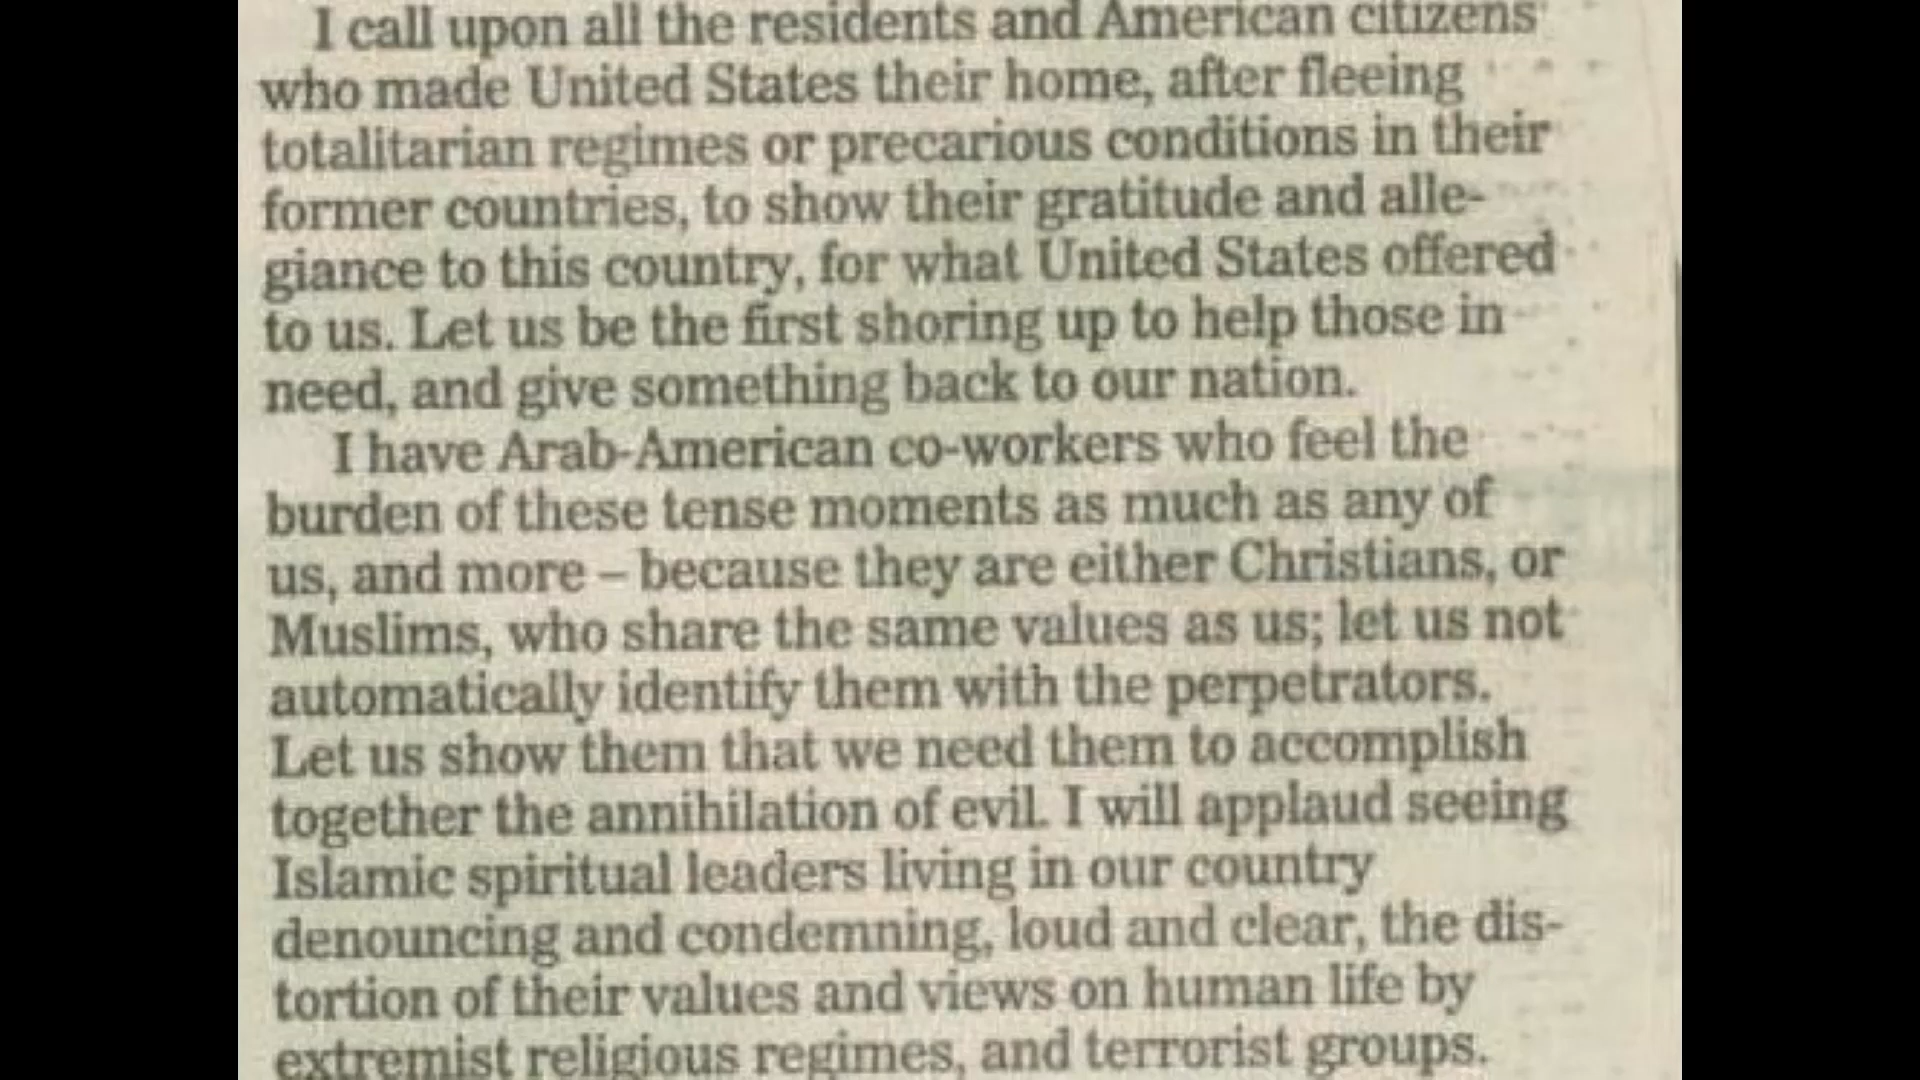 I call upon all the residents and American citizens
who made United States their home, after fleeing
totalitarian regimes or precarious conditions in their
former countries, to show their gratitude and alle-
giance to this country, for what United States offered
to us. Let us be the first shoring up to help those in
need, and give something back to our nation.
I have Arab-American co-workers who feel the
burden of these tense moments as much as any of
us, and more – because they are either Christians, or
Muslims, who share the same values as us; let us not
automatically identify them with the perpetrators.
Let us show them that we need them to accomplish
together the annihilation of evil. I will applaud seeing
Islamic spiritual leaders living in our country
denouncing and condemning, loud and clear, the dis-
tortion of their values and views on human life by
extremist religious regimes, and terrorist groups.